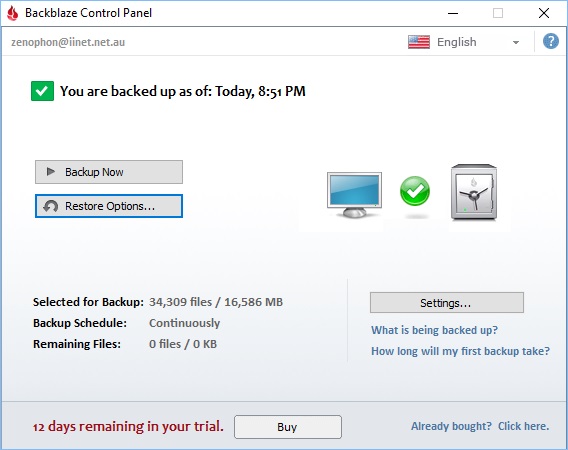 Backblaze Control Panel
zenophon@iinet.net.au
English
?
You are backed up as of: Today, 8:51 PM
Backup Now
Restore Options...
Selected for Backup: 34,309 files / 16,586 MB
Backup Schedule: Continuously
Remaining Files: 0 files / 0 KB
Settings...
What is being backed up?
How long will my first backup take?
12 days remaining in your trial.
Buy
Already bought? Click here.